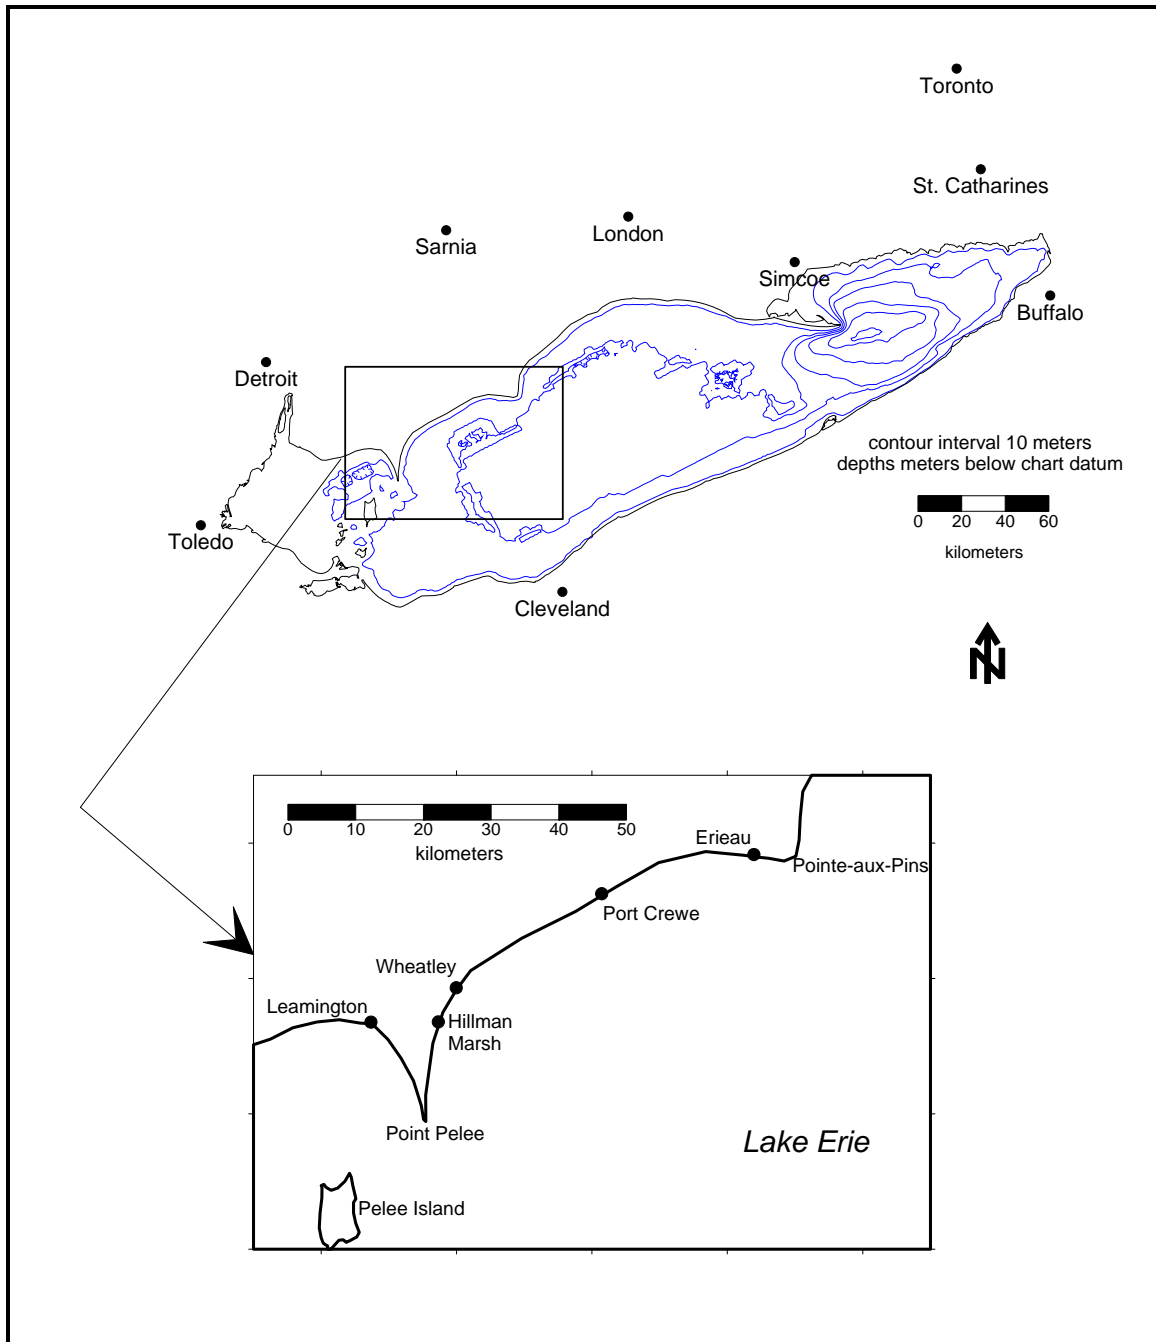 Toronto
St. Catharines
London
Sarnia
Simcoe
Buffalo
Detroit
contour interval 10 meters
depths meters below chart datum
0 20 40 60
kilometers
Toledo
Cleveland
N
0 10 20 30 40 50
kilometers
Erieau
Pointe-aux-Pins
Port Crewe
Wheatley
Leamington
Hillman
Marsh
Point Pelee
Lake Erie
Pelee Island